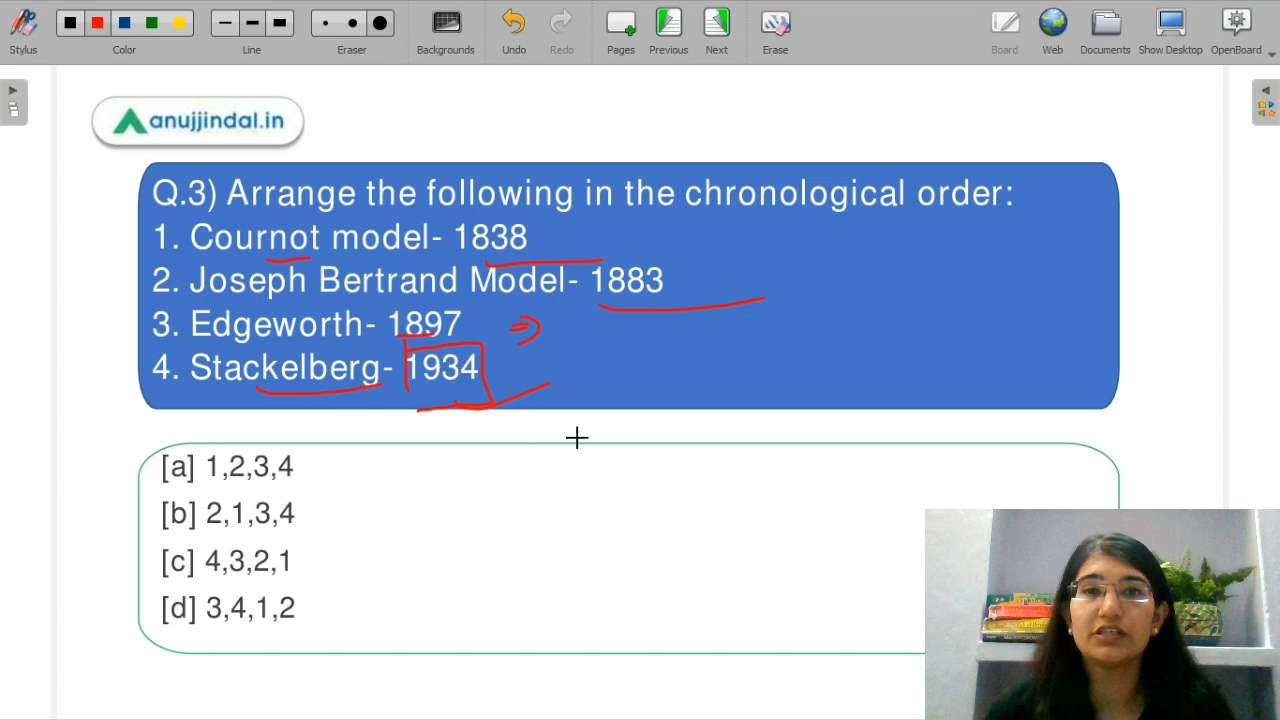 Stylus
Color
Line
Eraser
Backgrounds
Undo
Redo
Pages
Previous
Next
Erase
Board
Web
Documents
Show Desktop
OpenBoard
anujjindal.in
Q.3) Arrange the following in the chronological order:
1. Cournot model- 1838
2. Joseph Bertrand Model- 1883
3. Edgeworth- 1897
4. Stackelberg- 1934
[a] 1,2,3,4
[b] 2,1,3,4
[c] 4,3,2,1
[d] 3,4,1,2